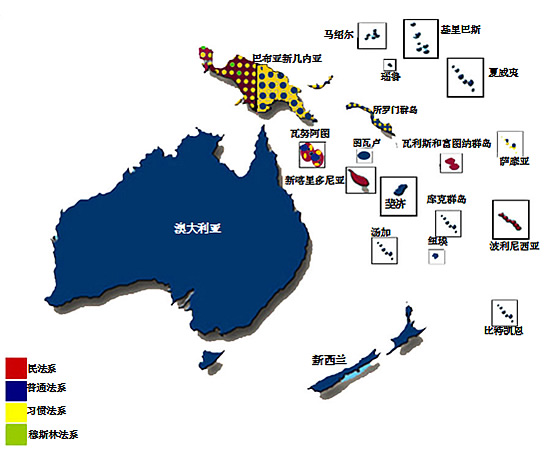 马绍尔
基里巴斯
巴布亚新几内亚
瑙鲁
夏威夷
所罗门群岛
瓦努阿图
图瓦卢
瓦利斯和富图纳群岛
萨摩亚
新喀里多尼亚
斐济
库克群岛
澳大利亚
汤加
纽埃
波利尼西亚
比特凯恩
新西兰
民法系
普通法系
习惯法系
穆斯林法系